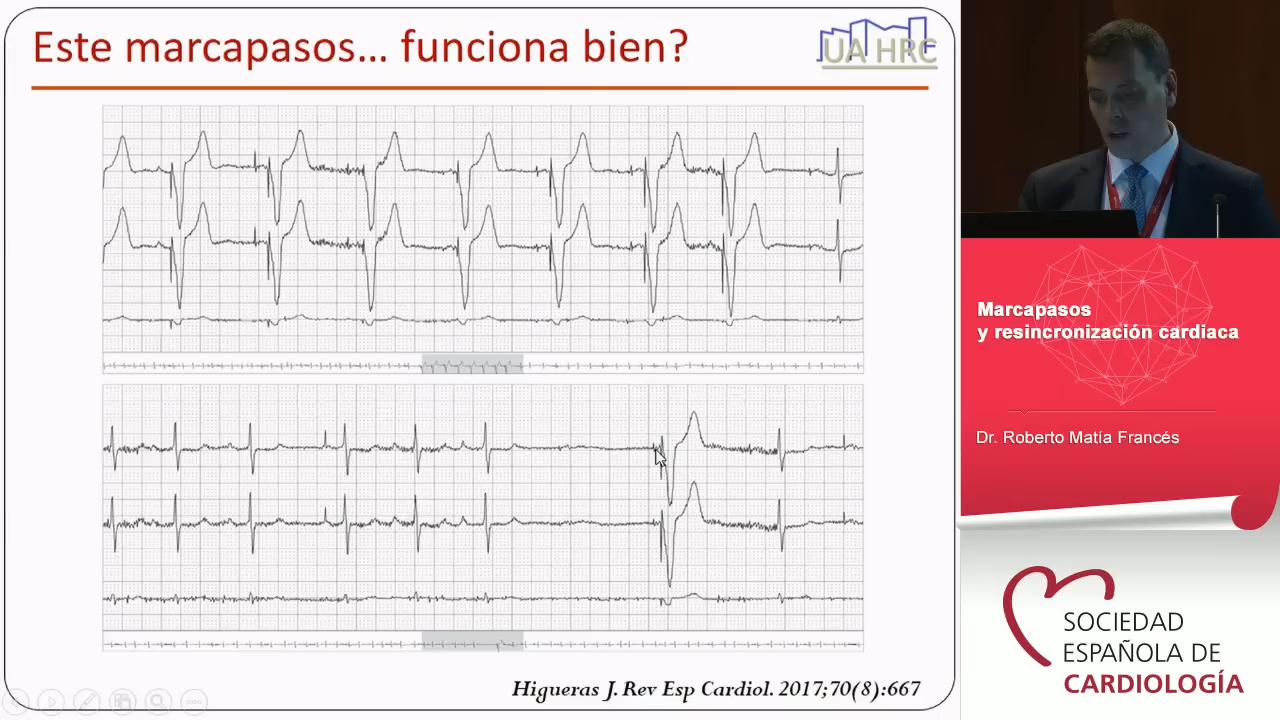 Este marcapasos... funciona bien?
UA HRC
Higueras J. Rev Esp Cardiol. 2017;70(8):667
Marcapasos
y resincronización cardiaca
Dr. Roberto Matía Francés
SOCIEDAD
ESPAÑOLA DE
CARDIOLOGÍA